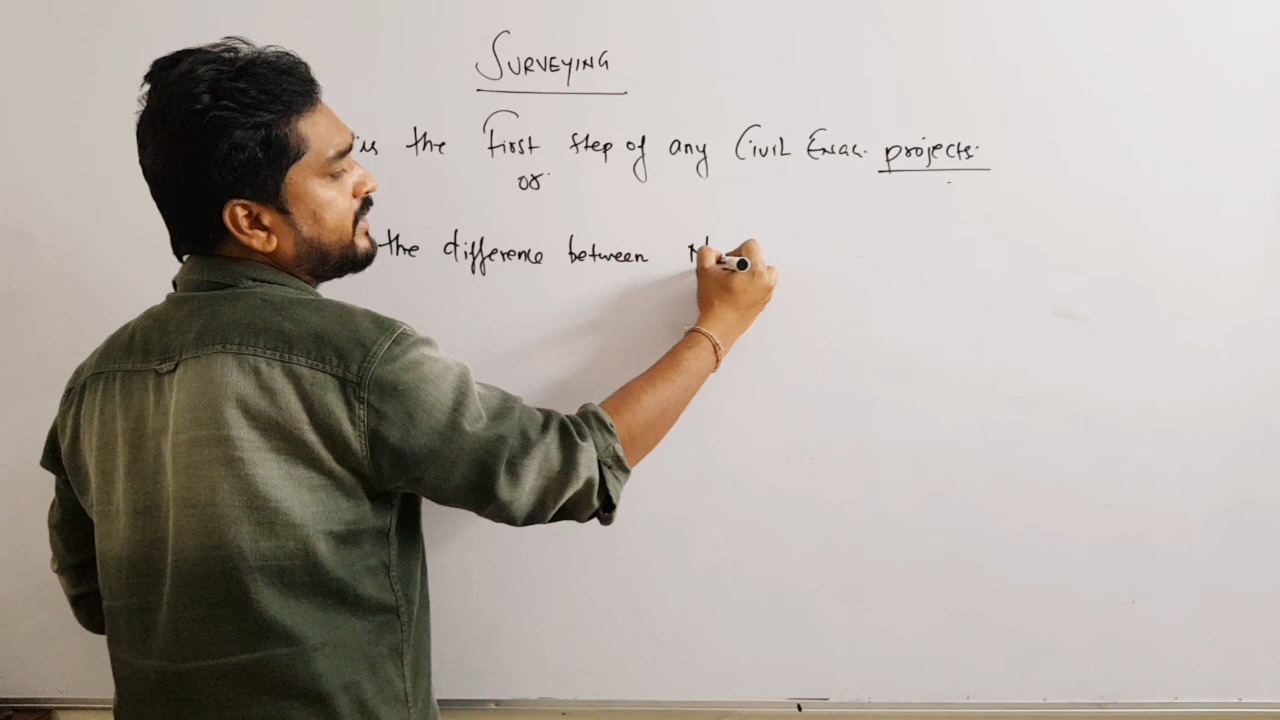 SURVEYING
is the First step of any Civil Engg. projects.
or
the difference between